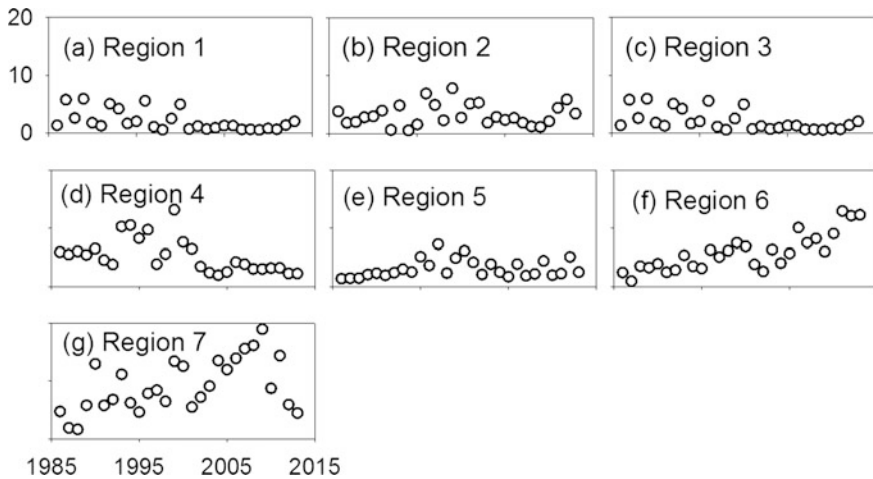 20
10
0
(a) Region 1
(b) Region 2
(c) Region 3
(d) Region 4
(e) Region 5
(f) Region 6
(g) Region 7
1985 1995 2005 2015